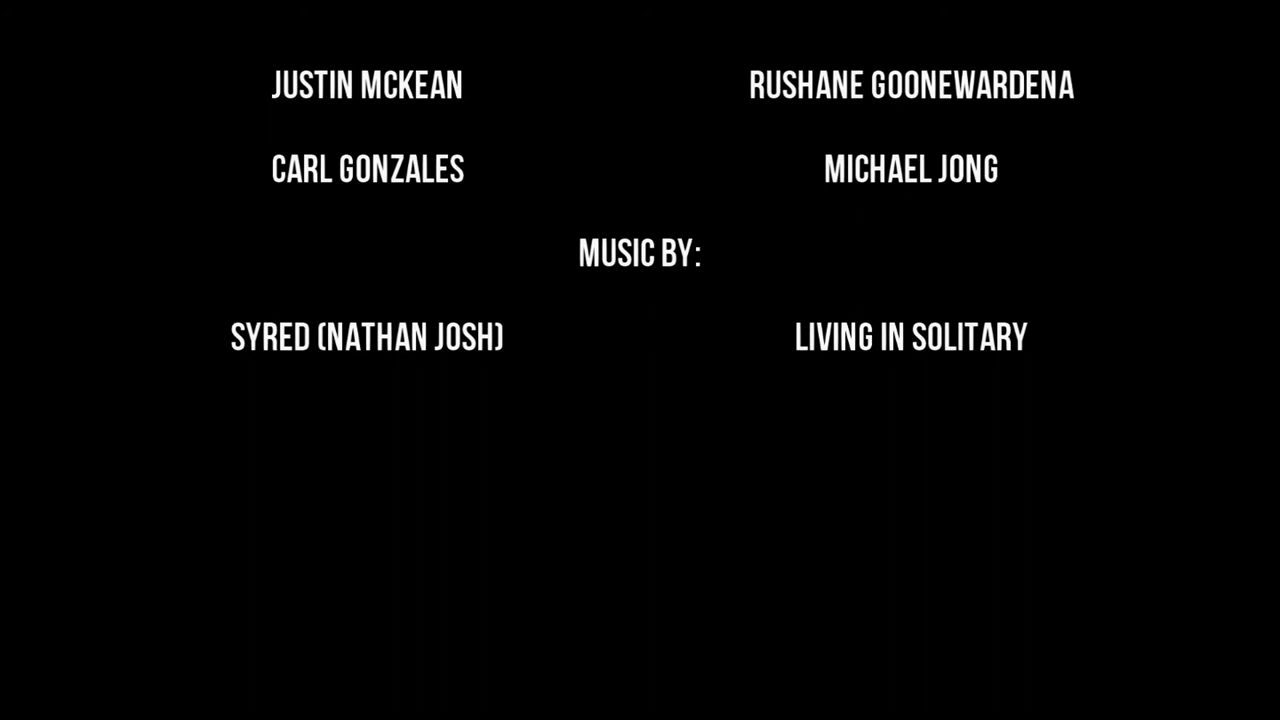 JUSTIN MCKEAN RUSHANE GOONEWARDENA
CARL GONZALES MICHAEL JONG
MUSIC BY:
SYRED (NATHAN JOSH) LIVING IN SOLITARY